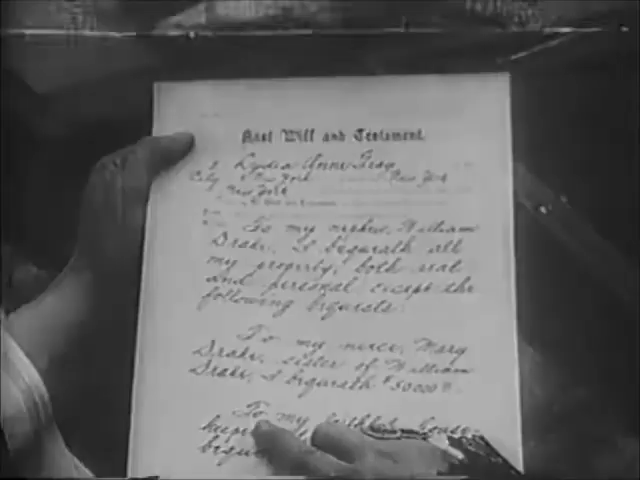 Last Will and Testament.
I Lydia Anne Gray
City of New York New York
New York
To my nephew, William
Drake, I bequeath all
my property, both real
and personal except the
following bequests:
To my niece, Mary
Drake, sister of William
Drake, I bequeath $5000
To my faithful house-